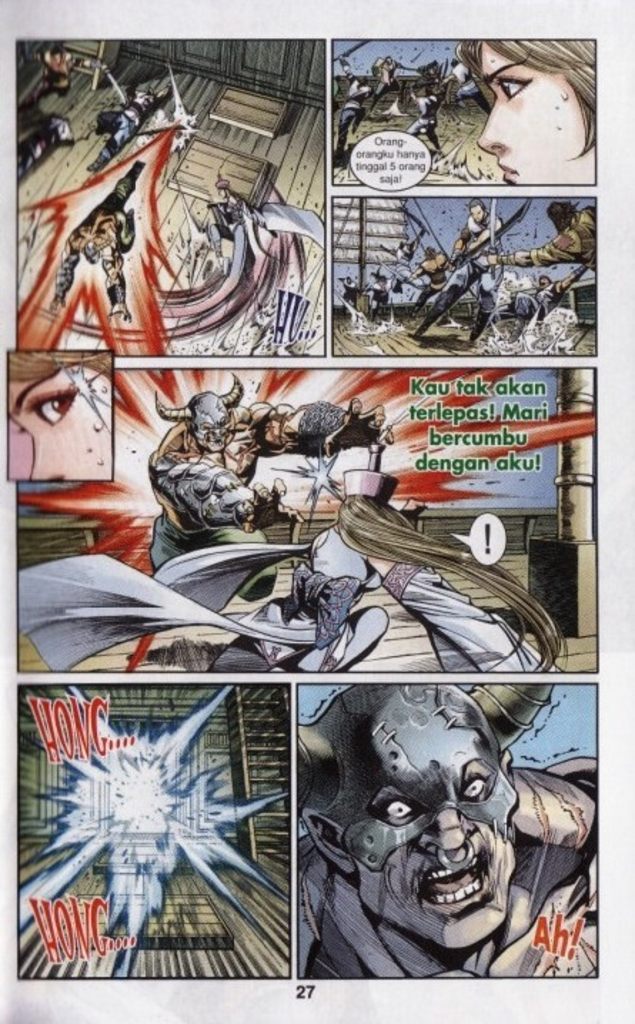 Orang-
orangku hanya
tinggal 5 orang
saja!
HU...
Kau tak akan
terlepas! Mari
bercumbu
dengan aku!
!
HONG....
HONG....
Ah!
27